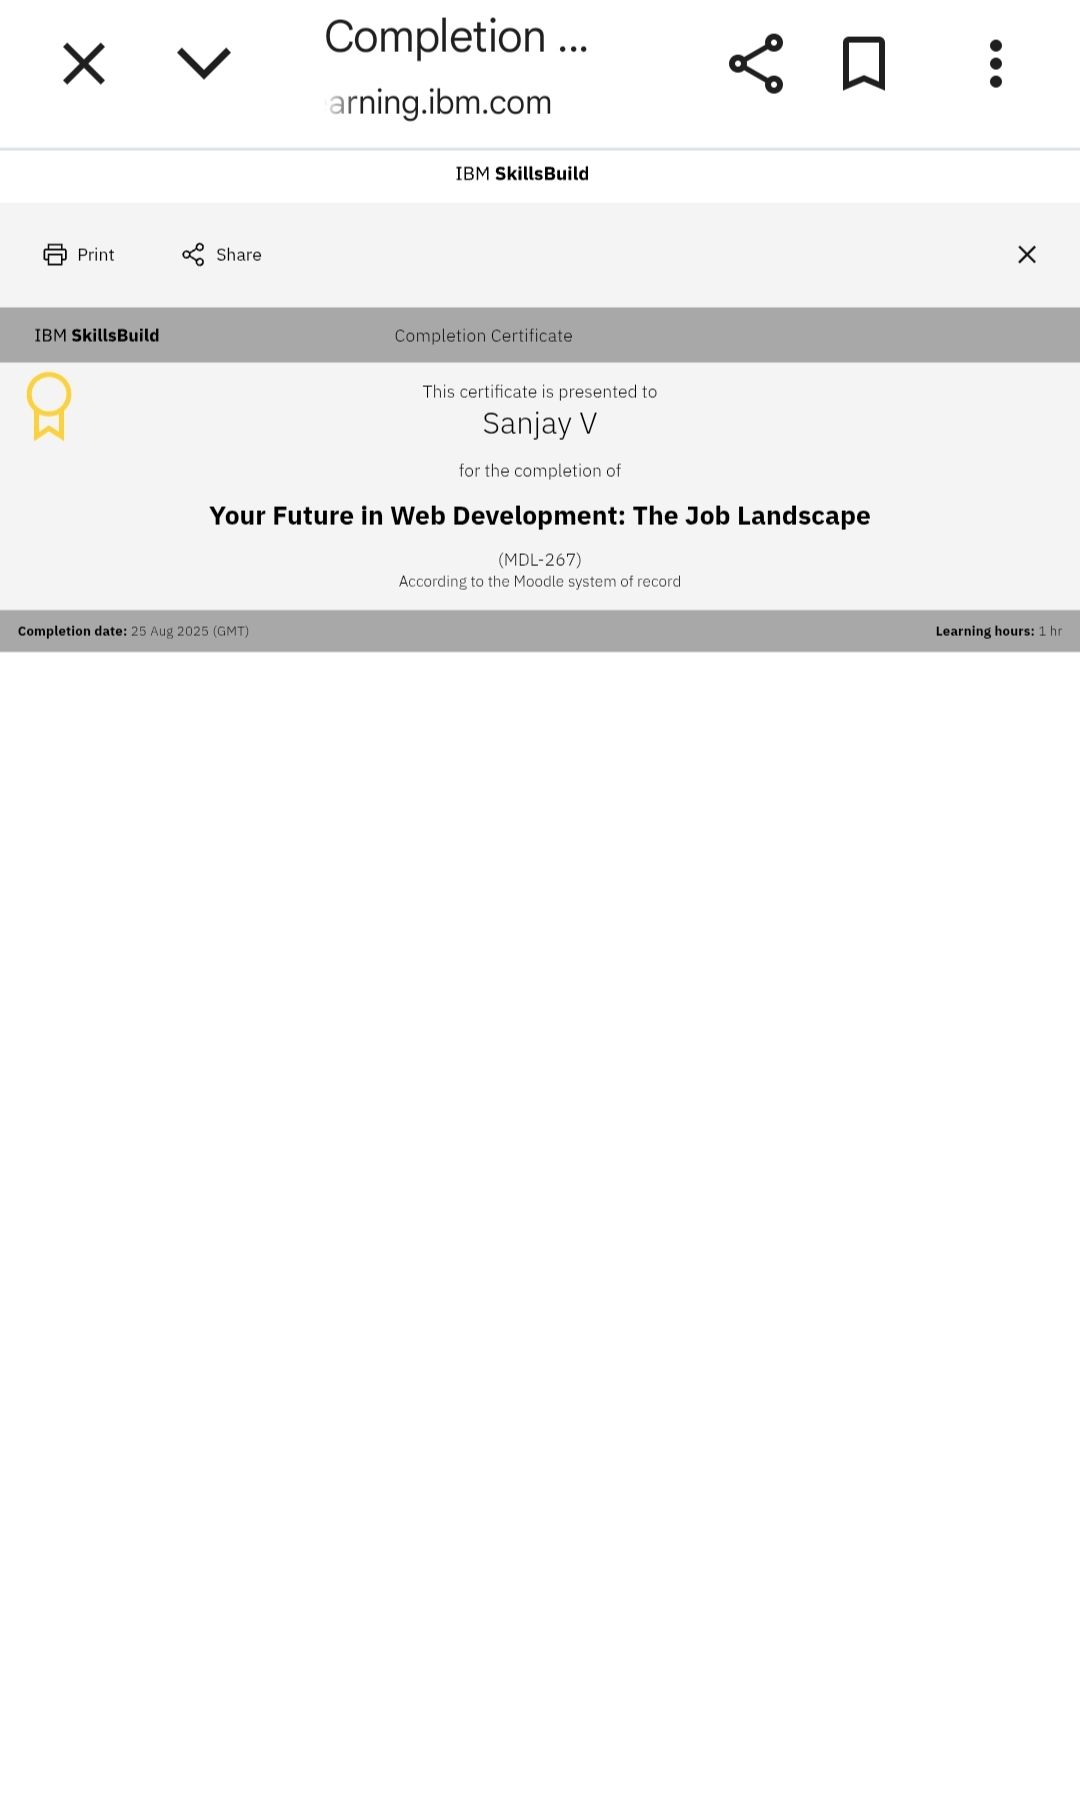 Completion ...
arning.ibm.com
IBM SkillsBuild
Print Share
IBM SkillsBuild Completion Certificate
This certificate is presented to
Sanjay V
for the completion of
Your Future in Web Development: The Job Landscape
(MDL-267)
According to the Moodle system of record
Completion date: 25 Aug 2025 (GMT) Learning hours: 1 hr